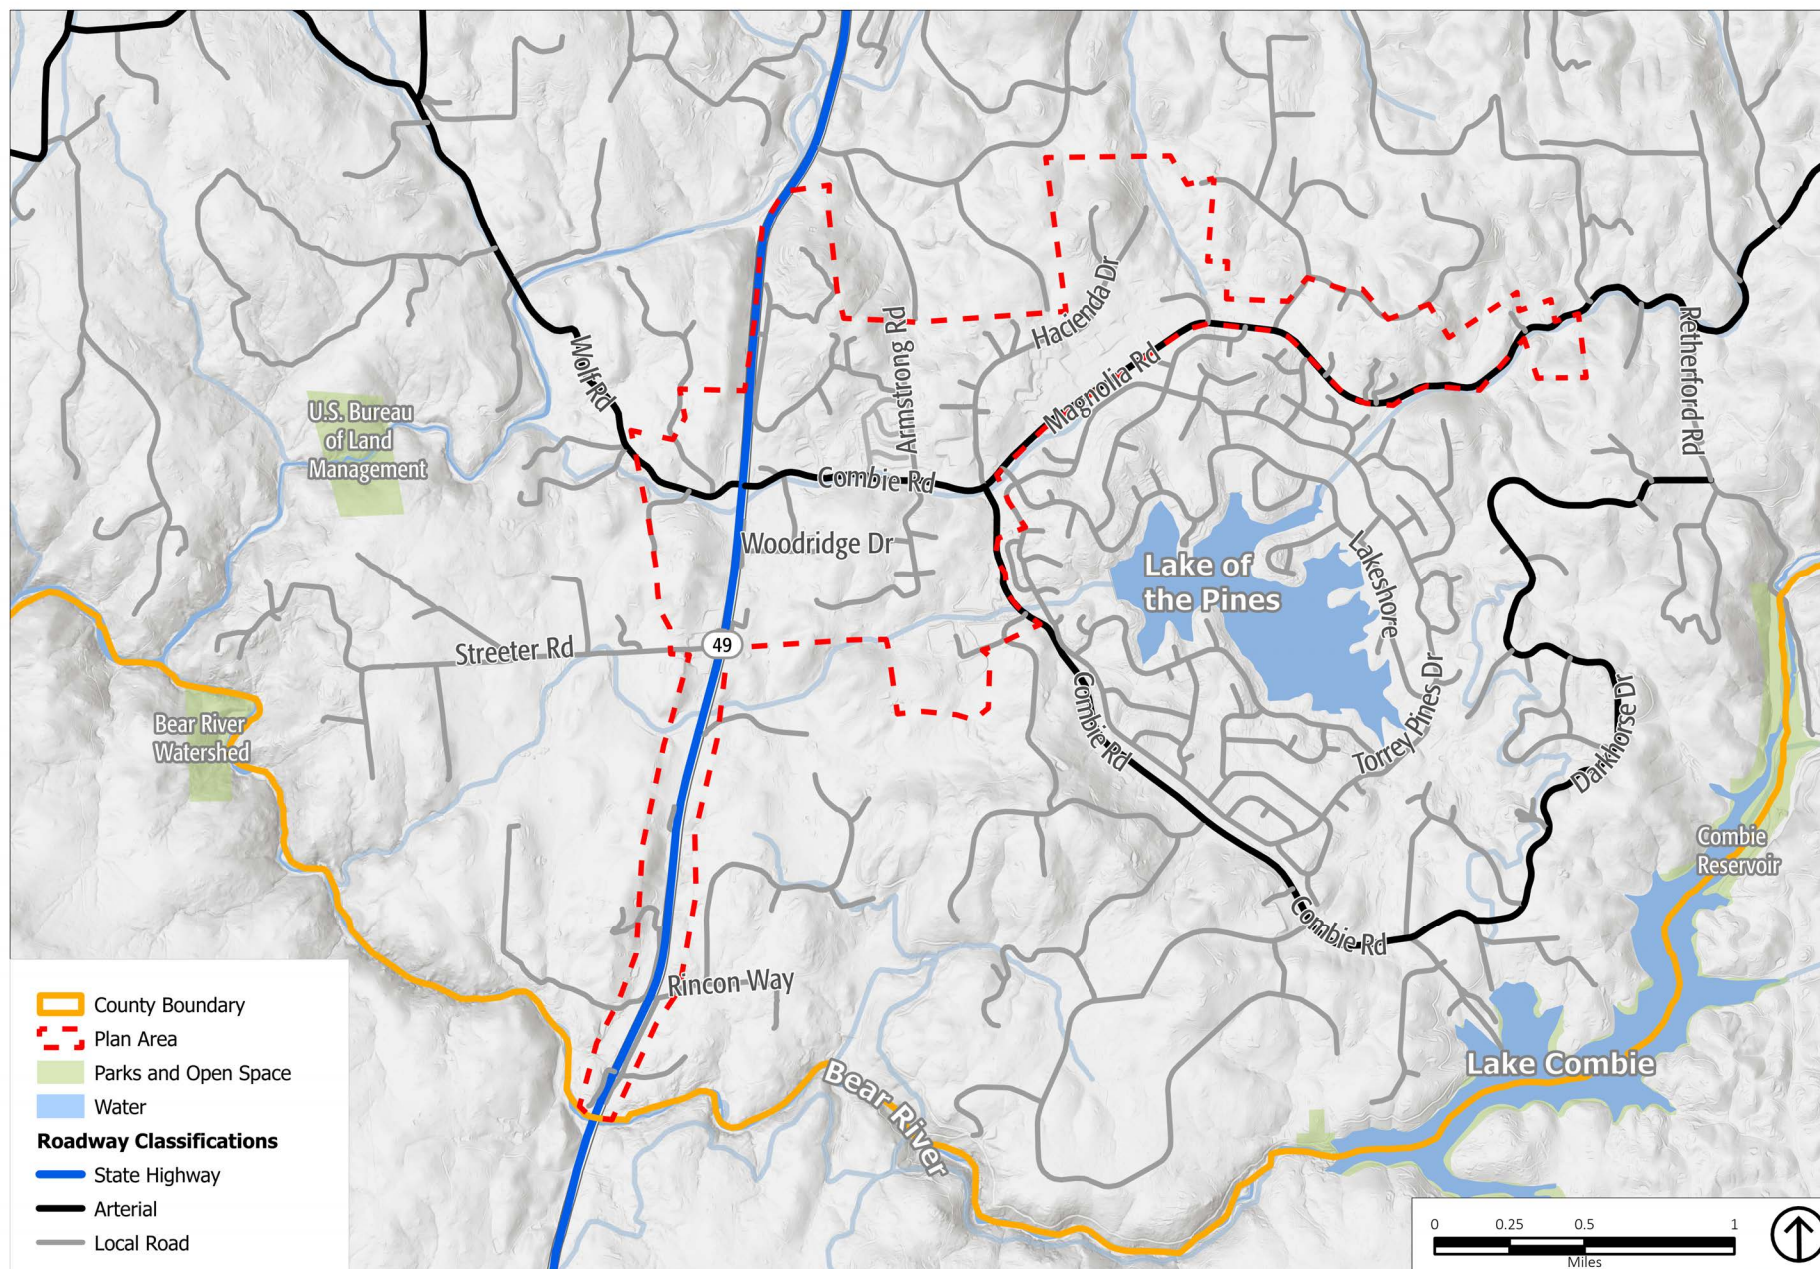 Hacienda Dr
Armstrong Rd
Retherford Rd
Wolf Rd
Magnolia Rd
U.S. Bureau
of Land
Management
Combie Rd
Woodridge Dr
Lake of
the Pines
Lakeshore
49
Streeter Rd
Torrey Pines Dr
Combie Rd
Darkhorse Dr
Bear River
Watershed
Combie
Reservoir
Combie Rd
Rincon Way
Lake Combie
Bear River
County Boundary
Plan Area
Parks and Open Space
Water
Roadway Classifications
State Highway
Arterial
Local Road
0 0.25 0.5 1
Miles